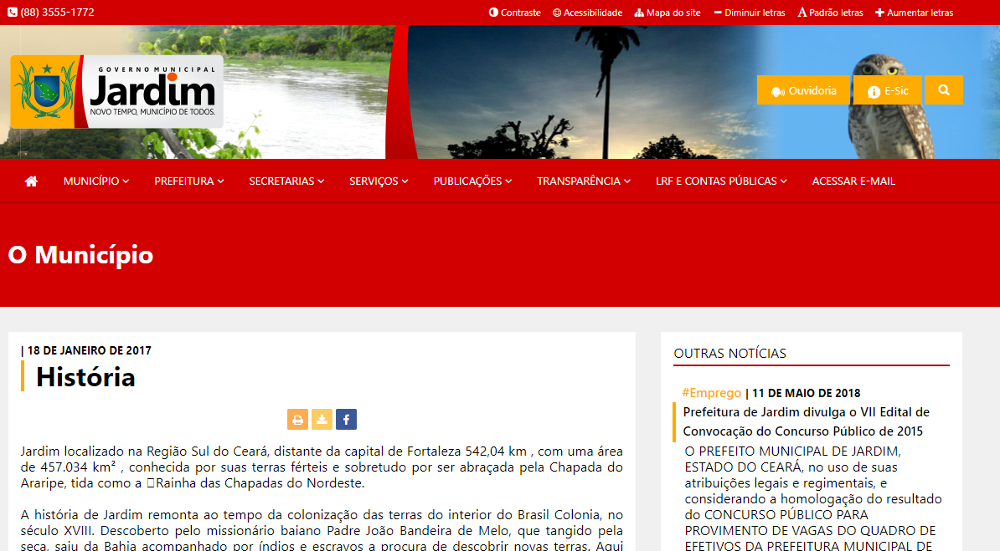 (88) 3555-1772
Contraste Acessibilidade Mapa do site Diminuir letras Padrão letras Aumentar letras
GOVERNO MUNICIPAL
Jardim
NOVO TEMPO, MUNICÍPIO DE TODOS.
Ouvidoria E-Sic
MUNICÍPIO PREFEITURA SECRETARIAS SERVIÇOS PUBLICAÇÕES TRANSPARÊNCIA LRF E CONTAS PÚBLICAS ACESSAR E-MAIL
O Município
| 18 DE JANEIRO DE 2017
História
Jardim localizado na Região Sul do Ceará, distante da capital de Fortaleza 542,04 km , com uma área
de 457.034 km² , conhecida por suas terras férteis e sobretudo por ser abraçada pela Chapada do
Araripe, tida como a Rainha das Chapadas do Nordeste.
A história de Jardim remonta ao tempo da colonização das terras do interior do Brasil Colonia, no
século XVIII. Descoberto pelo missionário baiano Padre João Bandeira de Melo, que tangido pela
seca, saiu da Bahia acompanhado por índios e escravos a procura de descobrir novas terras. Aqui
OUTRAS NOTÍCIAS
#Emprego | 11 DE MAIO DE 2018
Prefeitura de Jardim divulga o VII Edital de
Convocação do Concurso Público de 2015
O PREFEITO MUNICIPAL DE JARDIM,
ESTADO DO CEARÁ, no uso de suas
atribuições legais e regimentais, e
considerando a homologação do resultado
do CONCURSO PÚBLICO PARA
PROVIMENTO DE VAGAS DO QUADRO DE
EFETIVOS DA PREFEITURA MUNICIPAL DE